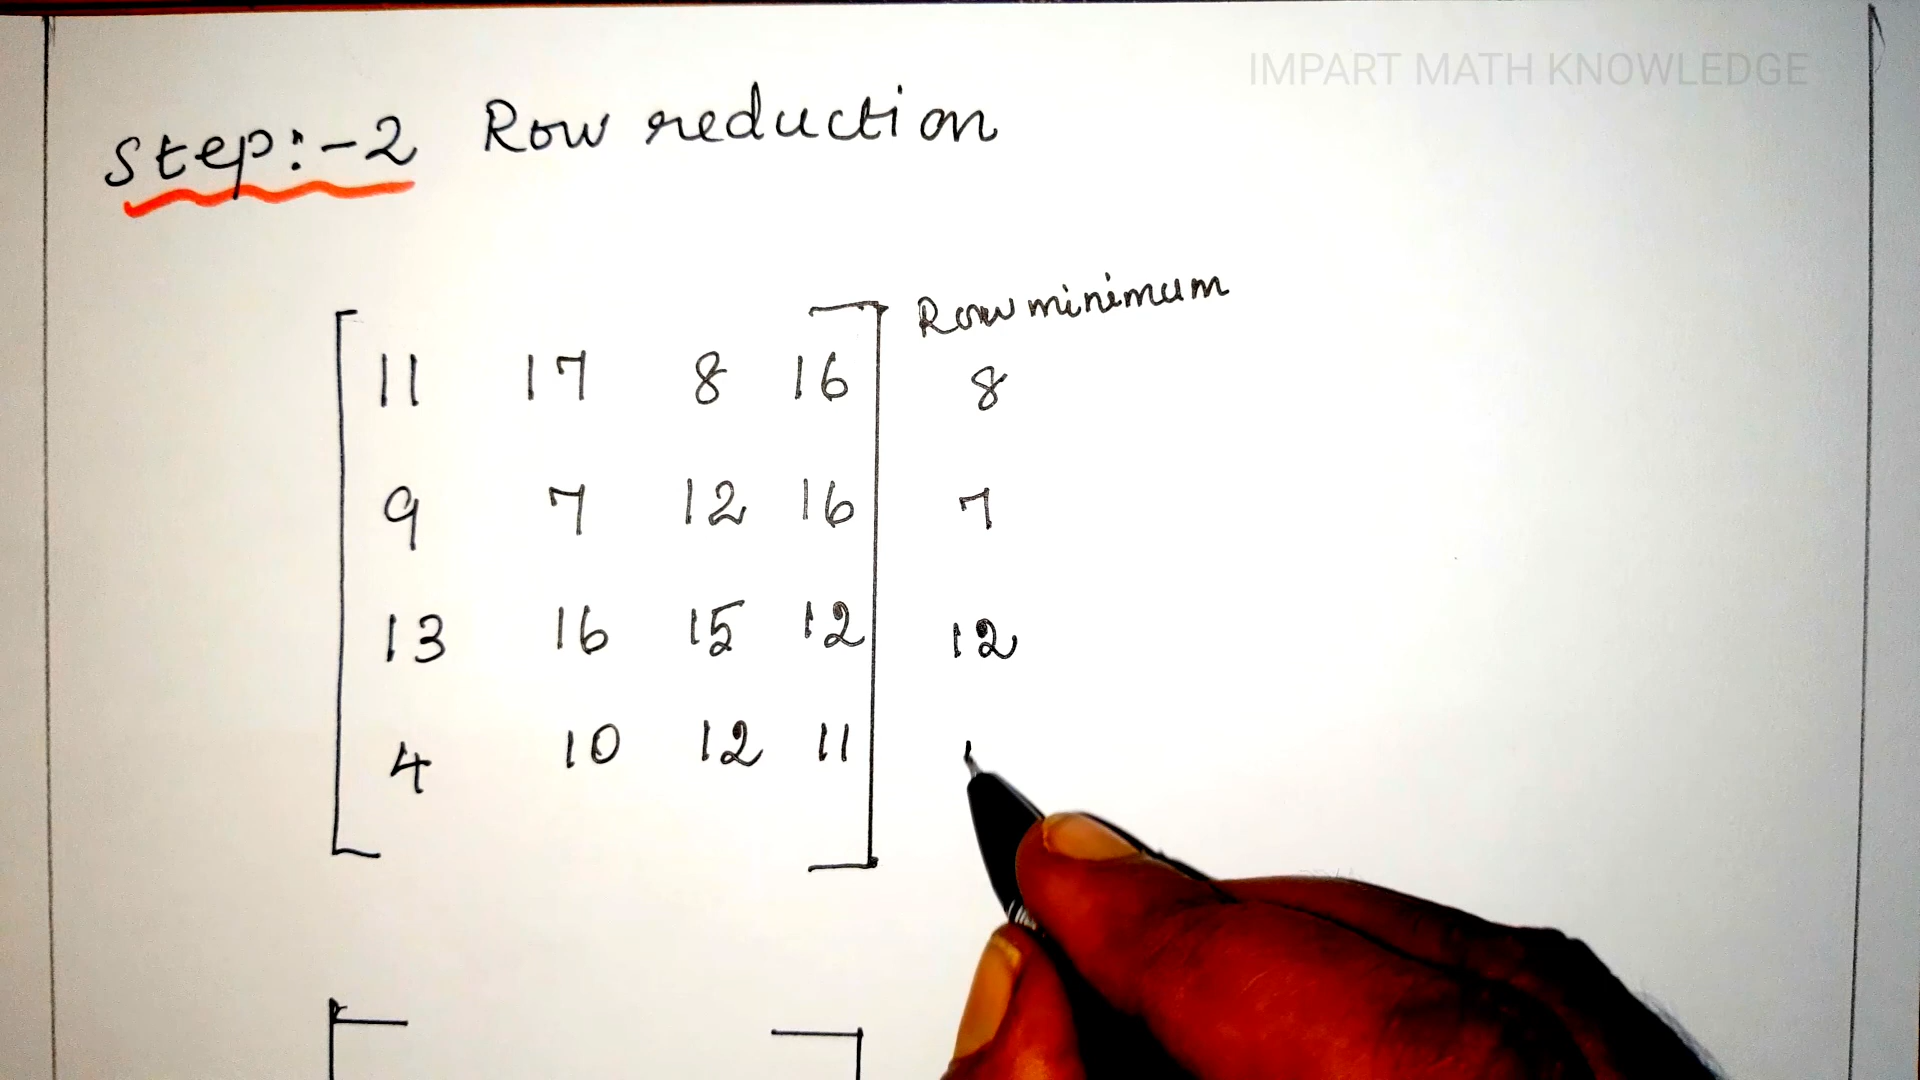 IMPART MATH KNOWLEDGE
Step:-2 Row reduction
Row minimum
11 17 8 16 8
9 7 12 16 7
13 16 15 12 12
4 10 12 11